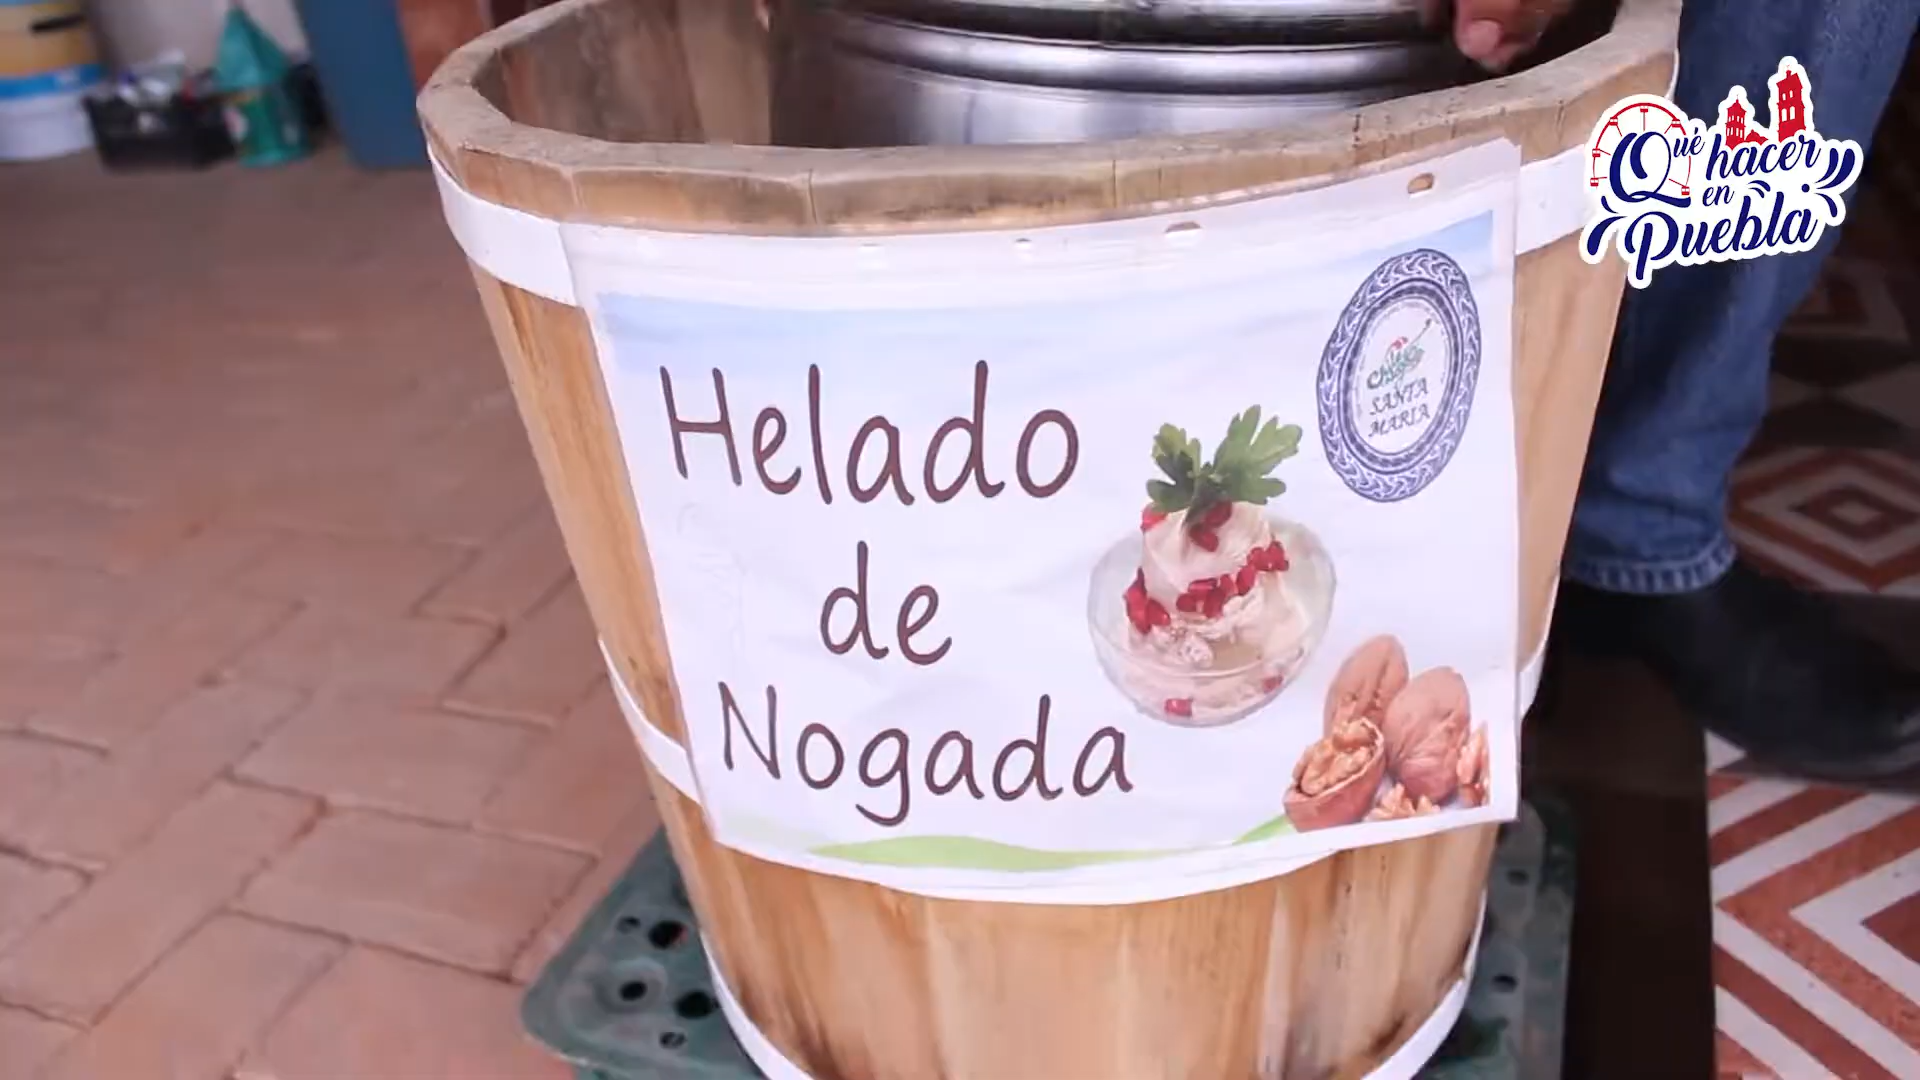 Qué hacer
en
Puebla
Helado
de
Nogada
SANTA
MARIA